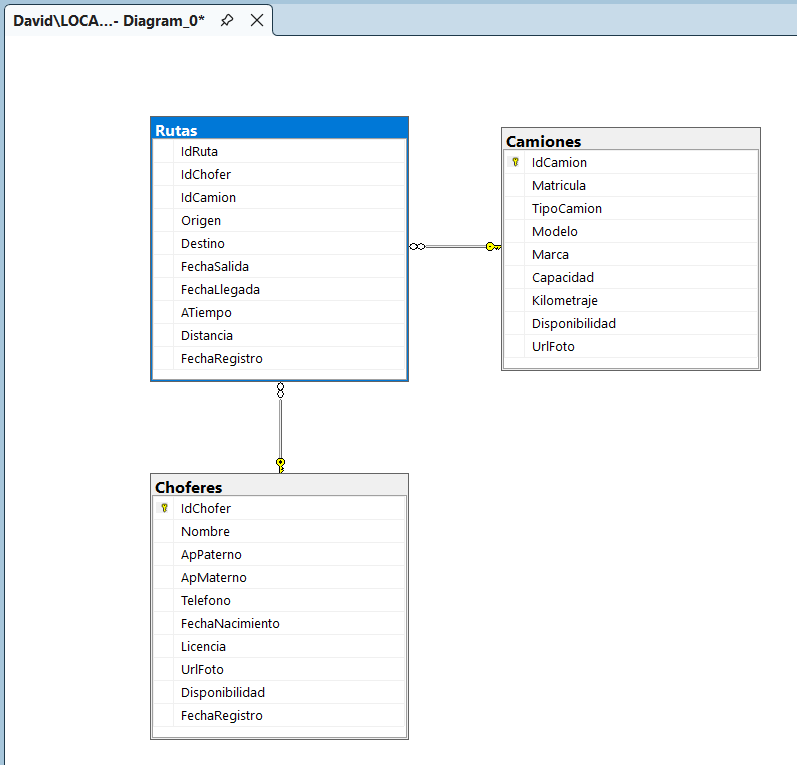 David\LOCA...- Diagram_0*
Rutas
IdRuta
IdChofer
IdCamion
Origen
Destino
FechaSalida
FechaLlegada
ATiempo
Distancia
FechaRegistro
Camiones
IdCamion
Matricula
TipoCamion
Modelo
Marca
Capacidad
Kilometraje
Disponibilidad
UrlFoto
Choferes
IdChofer
Nombre
ApPaterno
ApMaterno
Telefono
FechaNacimiento
Licencia
UrlFoto
Disponibilidad
FechaRegistro